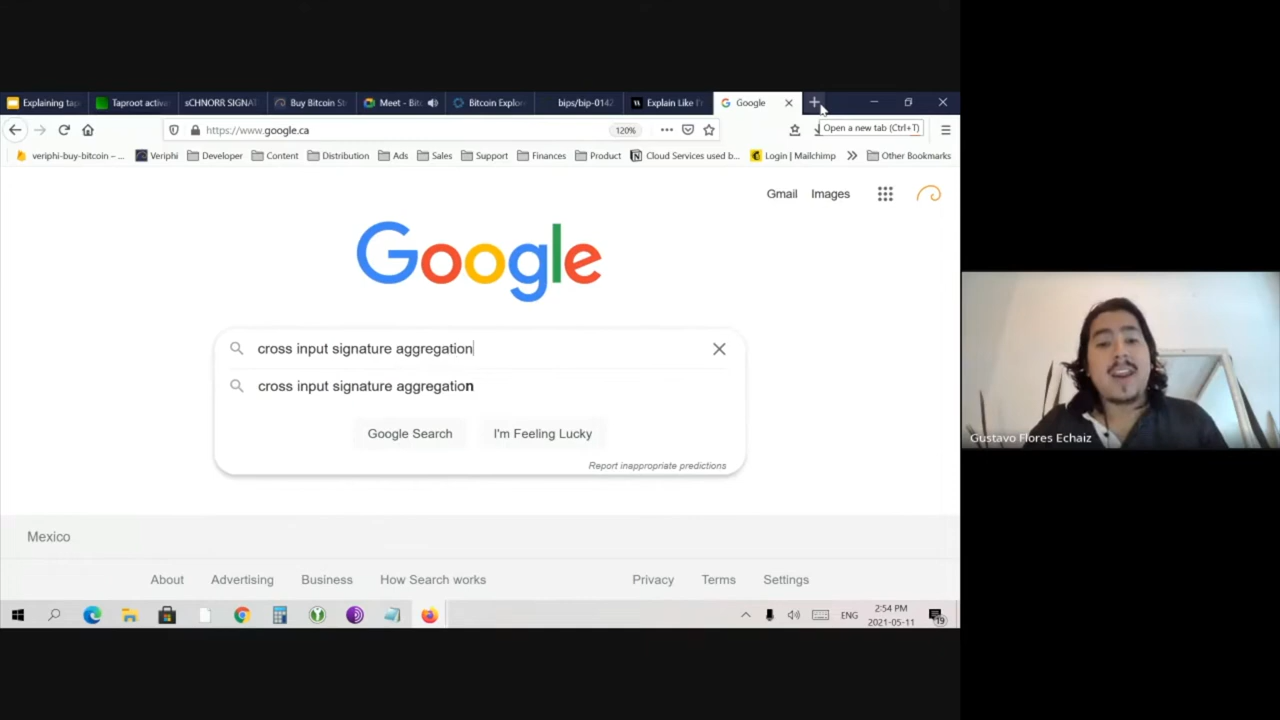 Explaining tap
Taproot activa
sCHNORR SIGNAT
Buy Bitcoin St
Meet - Bit
Bitcoin Explor
bips/bip-0142
Explain Like I'
Google
Open a new tab (Ctrl+T)
https://www.google.ca
120%
veriphi-buy-bitcoin – ...
Veriphi
Developer
Content
Distribution
Ads
Sales
Support
Finances
Product
Cloud Services used b...
Login | Mailchimp
Other Bookmarks
Gmail
Images
Google
cross input signature aggregation
cross input signature aggregation
Google Search
I'm Feeling Lucky
Report inappropriate predictions
Gustavo Flores Echaiz
Mexico
About
Advertising
Business
How Search works
Privacy
Terms
Settings
ENG
2:54 PM
2021-05-11
19